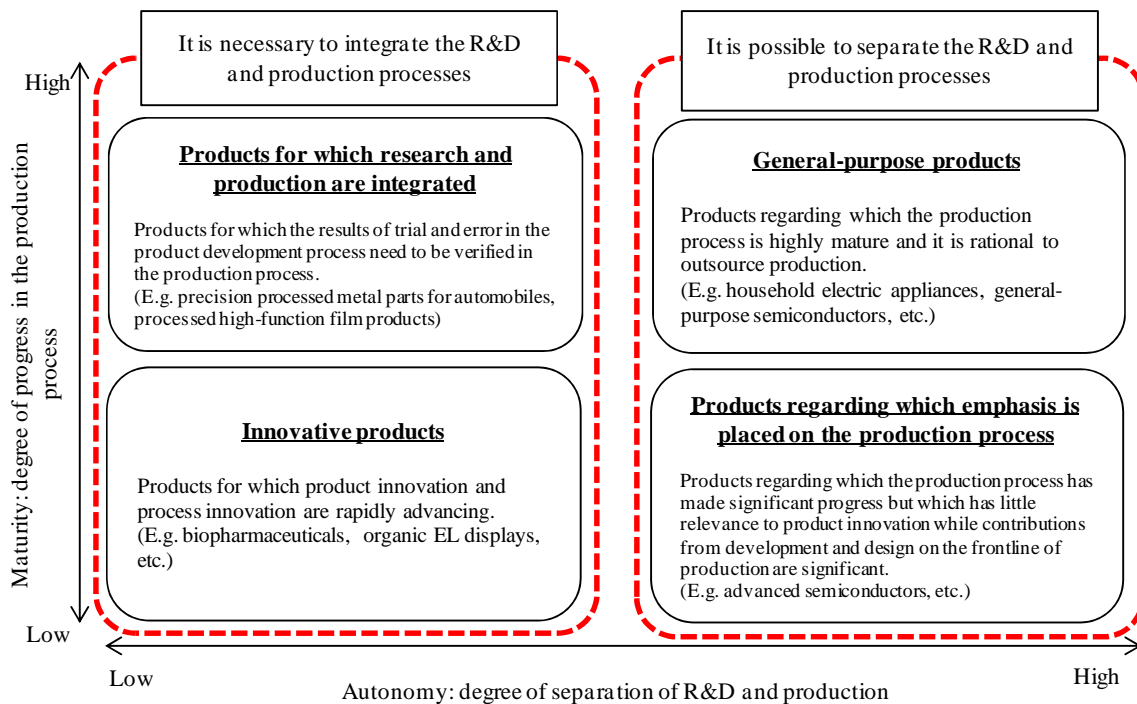 It is necessary to integrate the R&D
and production processes
It is possible to separate the R&D and
production processes
High
Maturity: degree of progress in the production
process
Products for which research and
production are integrated
Products for which the results of trial and error in the
product development process need to be verified in
the production process.
(E.g. precision processed metal parts for automobiles,
processed high-function film products)
General-purpose products
Products regarding which the production
process is highly mature and it is rational to
outsource production.
(E.g. household electric appliances, general-
purpose semiconductors, etc.)
Innovative products
Products for which product innovation and
process innovation are rapidly advancing.
(E.g. biopharmaceuticals, organic EL displays,
etc.)
Products regarding which emphasis is
placed on the production process
Products regarding which the production process has
made significant progress but which has little
relevance to product innovation while contributions
from development and design on the frontline of
production are significant.
(E.g. advanced semiconductors, etc.)
Low
Low
High
Autonomy: degree of separation of R&D and production